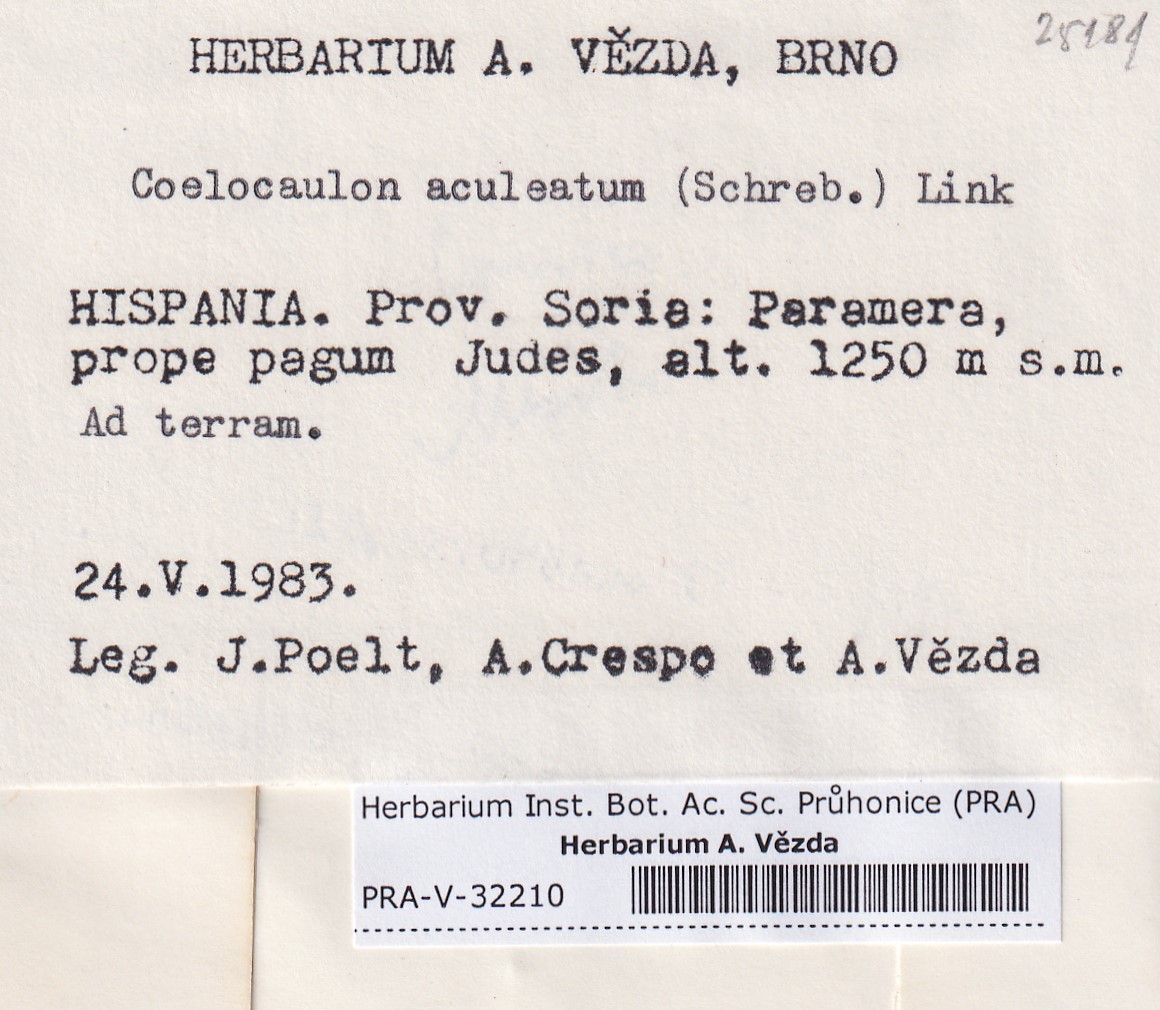 25181
HERBARIUM A. VĚZDA, BRNO
Coelocaulon aculeatum (Schreb.) Link
HISPANIA. Prov. Soria: Paramera,
prope pagum Judes, alt. 1250 m s.m.
Ad terram.
24.V.1983.
Leg. J.Poelt, A.Crespo et A.Vězda
Herbarium Inst. Bot. Ac. Sc. Průhonice (PRA)
Herbarium A. Vězda
PRA-V-32210